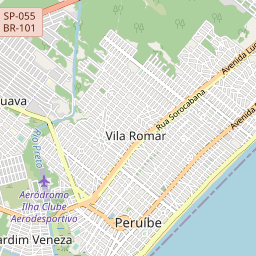 SP-055
BR-101
uava
Avenida Lu
Rua Sorocabana
Avenida
Rio Preto
Vila Romar
Aeródromo
Ilha Clube
Aerodesportivo
Peruíbe
ardim Veneza